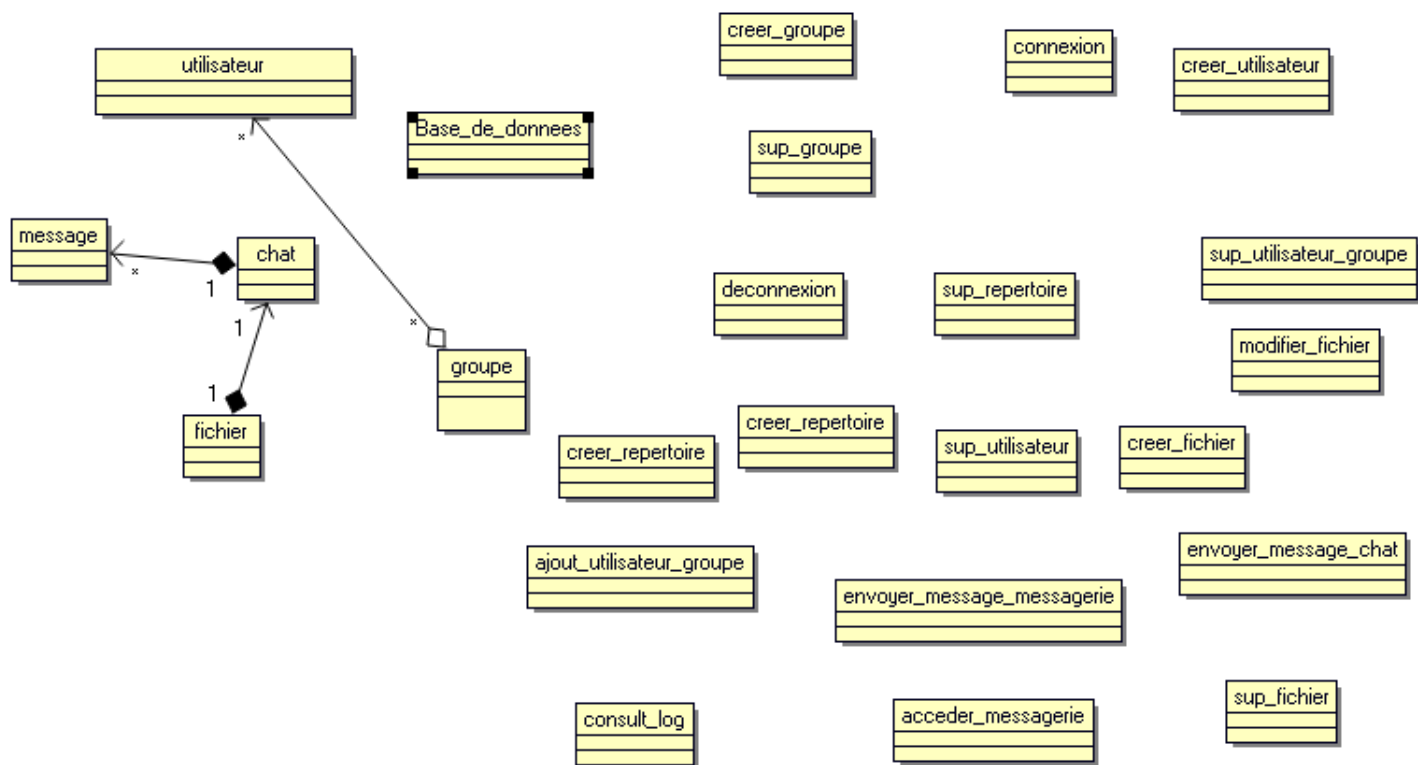 creer_groupe
connexion
utilisateur
creer_utilisateur
Base_de_donnees
*
sup_groupe
message
chat
sup_utilisateur_groupe
*
1
deconnexion
sup_repertoire
1
*
modifier_fichier
groupe
1
fichier
creer_repertoire
creer_repertoire
sup_utilisateur
creer_fichier
ajout_utilisateur_groupe
envoyer_message_chat
envoyer_message_messagerie
consult_log
acceder_messagerie
sup_fichier